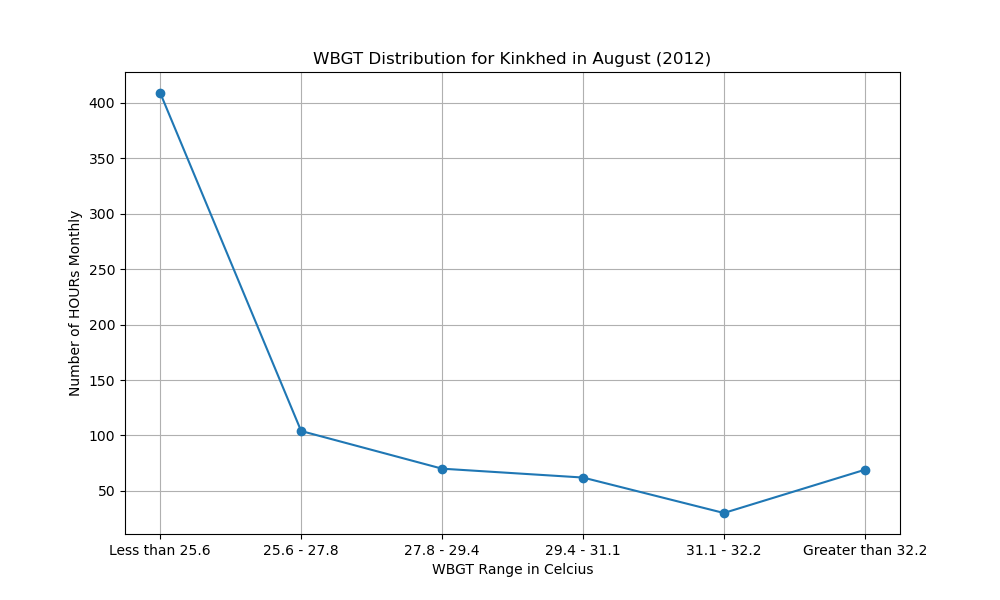 WBGT Distribution for Kinkhed in August (2012)
Number of HOURs Monthly
400
350
300
250
200
150
100
50
Less than 25.6
25.6 - 27.8
27.8 - 29.4
29.4 - 31.1
31.1 - 32.2
Greater than 32.2
WBGT Range in Celcius